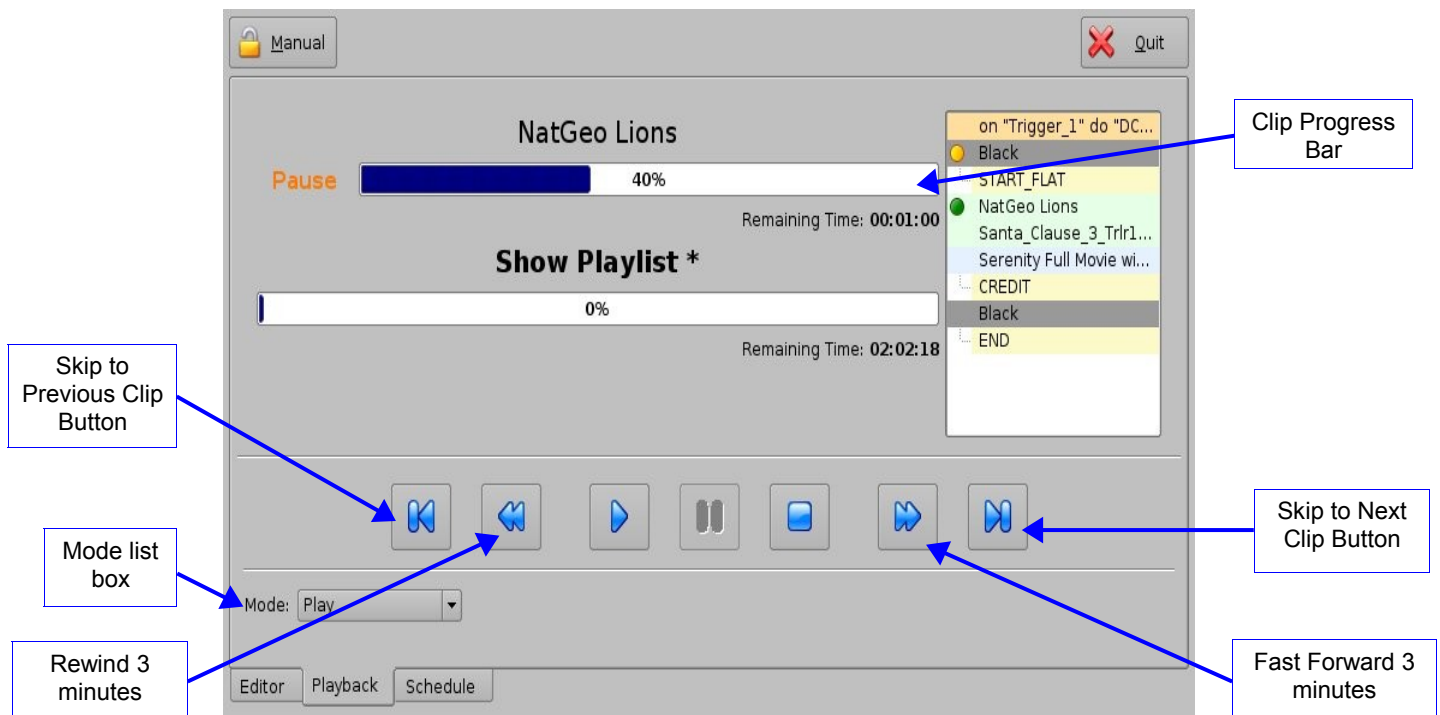 Manual
Quit
NatGeo Lions
Pause
40%
Remaining Time: 00:01:00
Show Playlist *
0%
Remaining Time: 02:02:18
on "Trigger_1" do "DC...
Black
START_FLAT
NatGeo Lions
Santa_Clause_3_Trlr1...
Serenity Full Movie wi...
CREDIT
Black
END
Clip Progress
Bar
Skip to
Previous Clip
Button
Skip to Next
Clip Button
Mode list
box
Mode: Play
Rewind 3
minutes
Fast Forward 3
minutes
Editor
Playback
Schedule